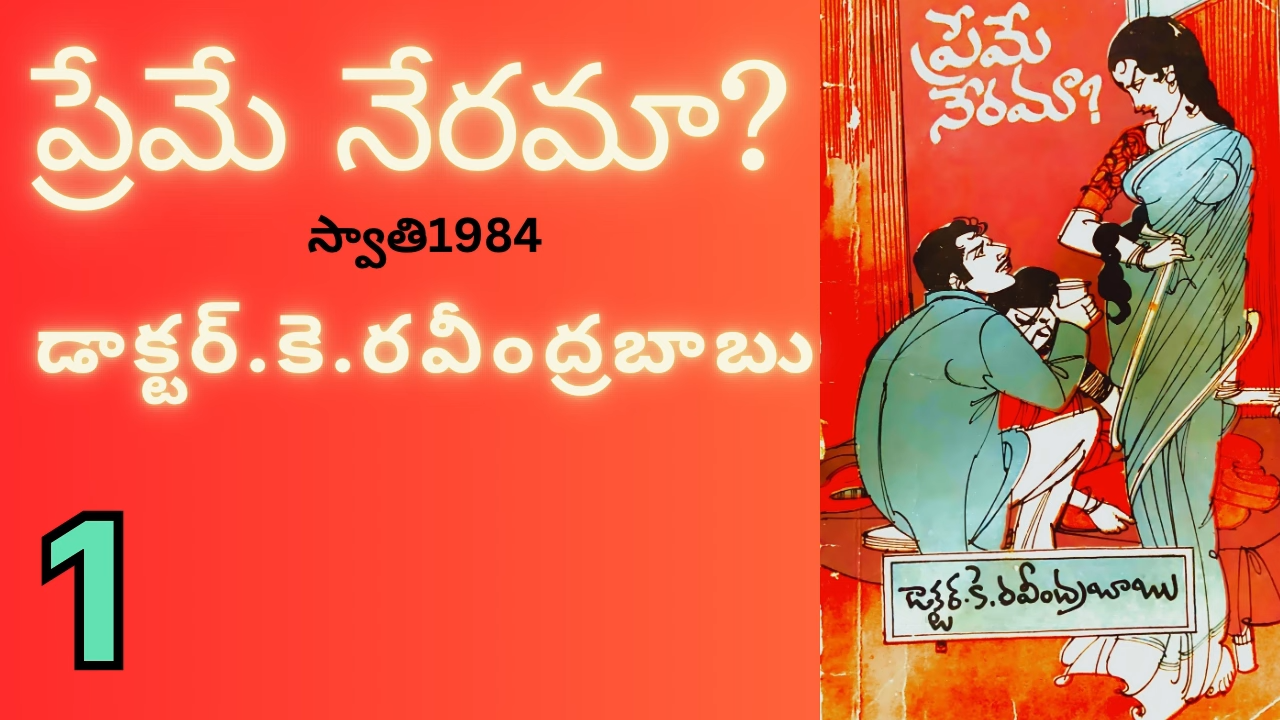 ప్రేమే నేరమా?
స్వాతి1984
డాక్టర్.కె.రవీంద్రబాబు
1
ప్రేమే
నేరమా?
డాక్టర్.కె.రవీంద్రబాబు